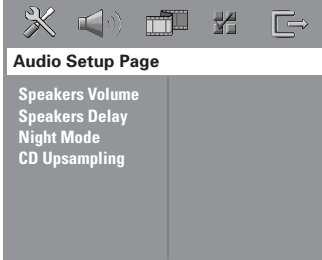 Audio Setup Page
Speakers Volume
Speakers Delay
Night Mode
CD Upsampling